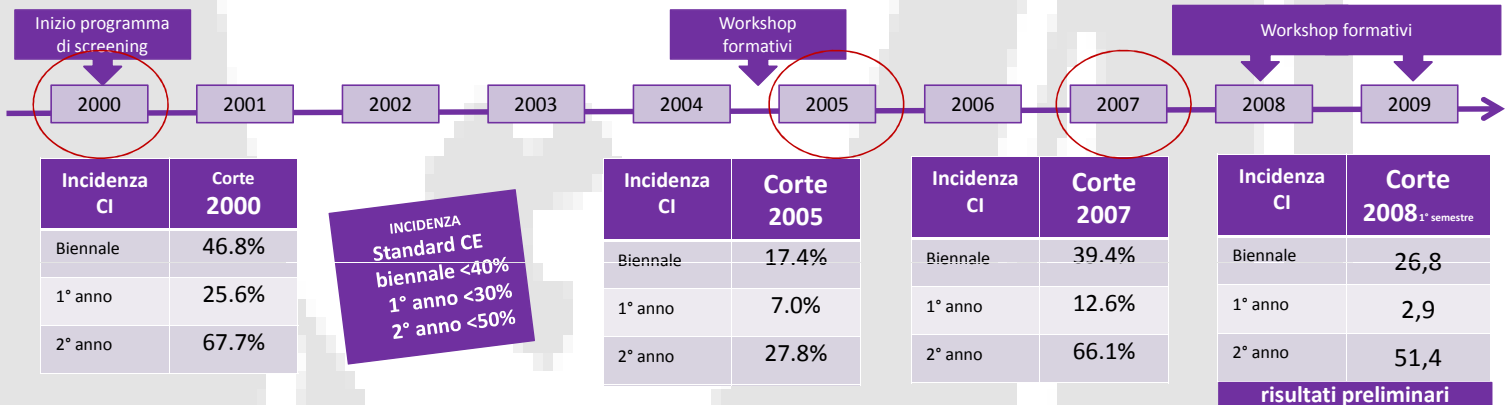 Inizio programma
di screening
Workshop
formativi
Workshop formativi
2000
2001
2002
2003
2004
2005
2006
2007
2008
2009
Incidenza
CI
Corte
2000
Biennale
46.8%
1° anno
25.6%
2° anno
67.7%
INCIDENZA
Standard CE
biennale <40%
1° anno <30%
2° anno <50%
Incidenza
CI
Corte
2005
Biennale
17.4%
1° anno
7.0%
2° anno
27.8%
Incidenza
CI
Corte
2007
Biennale
39.4%
1° anno
12.6%
2° anno
66.1%
Incidenza
CI
Corte
2008 1° semestre
Biennale
26,8
1° anno
2,9
2° anno
51,4
risultati preliminari